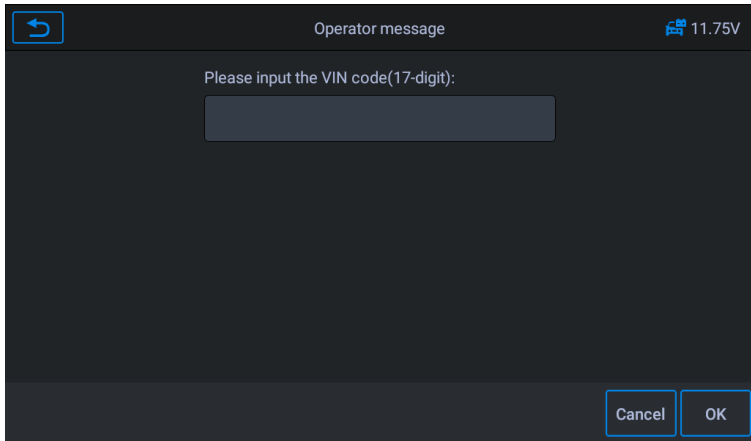 Operator message
11.75V
Please input the VIN code(17-digit):
Cancel
OK